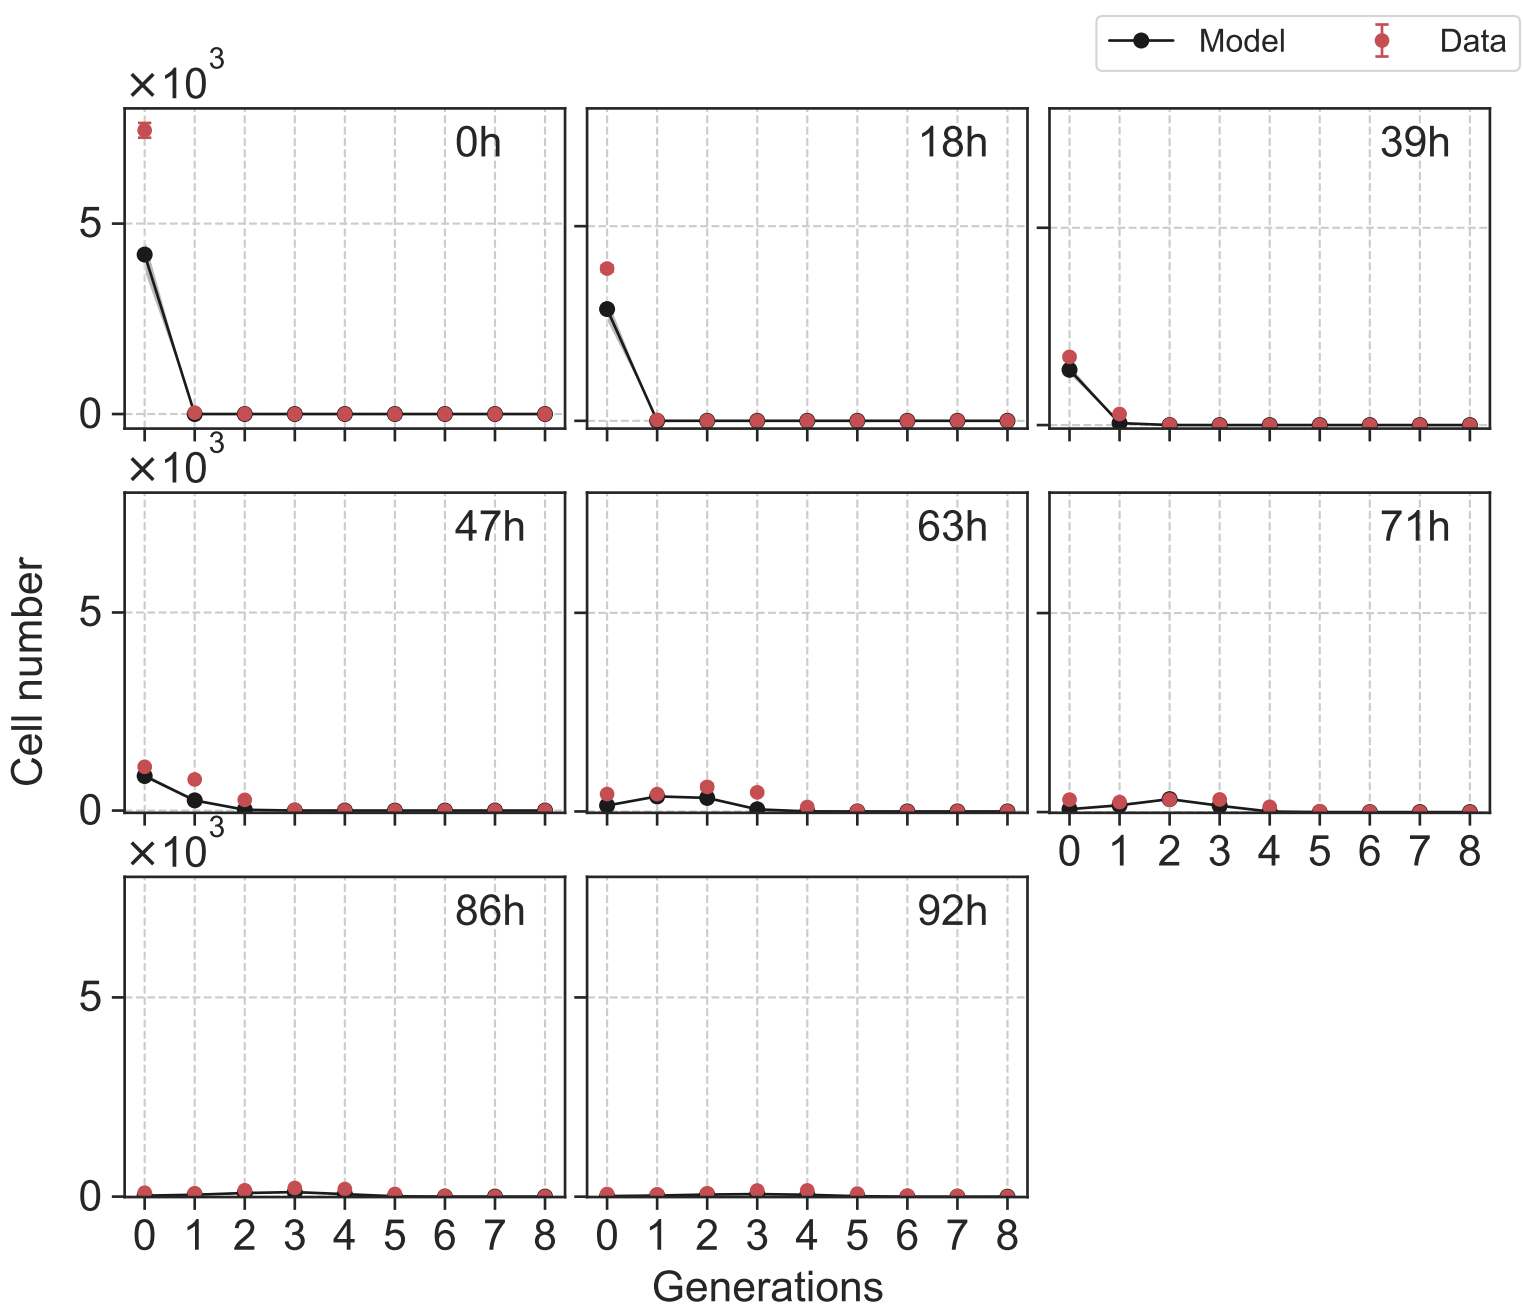 Model Data
×10³
0h 18h 39h
5
0
×10³
47h 63h 71h
5
0
0 1 2 3 4 5 6 7 8
×10³
86h 92h
5
0
0 1 2 3 4 5 6 7 8 0 1 2 3 4 5 6 7 8
Cell number
Generations